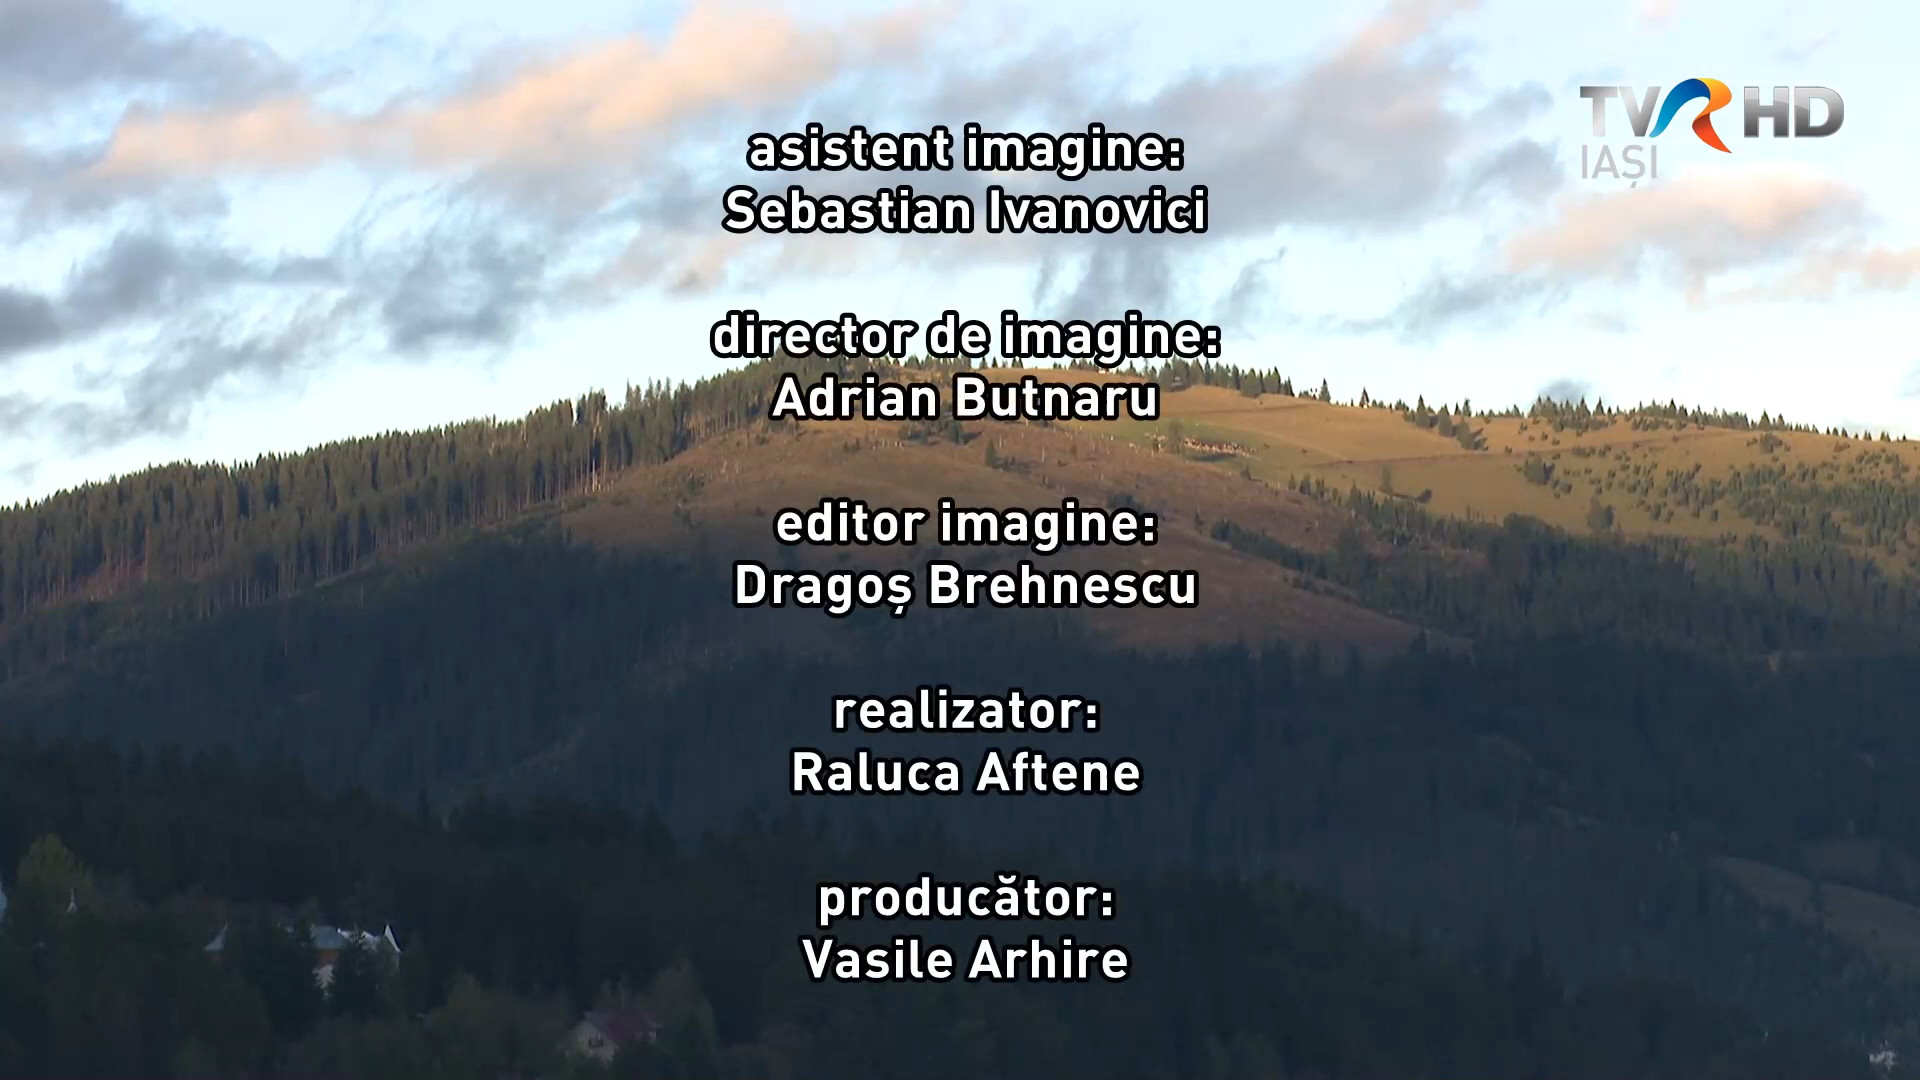 TVR HD
IAȘI
asistent imagine:
Sebastian Ivanovici
director de imagine:
Adrian Butnaru
editor imagine:
Dragoș Brehnescu
realizator:
Raluca Aftene
producător:
Vasile Arhire